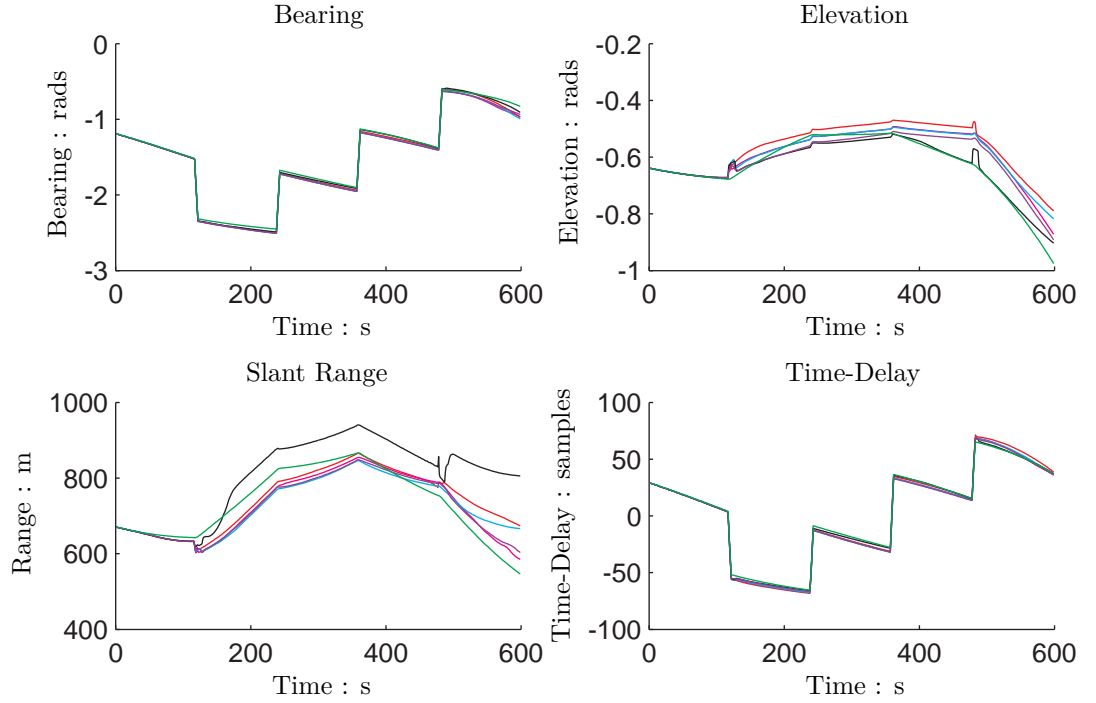 Bearing
Elevation
0
-1
-2
-3
Bearing : rads
0
200
400
600
Time : s
-0.2
-0.4
-0.6
-0.8
-1
Elevation : rads
0
200
400
600
Time : s
Slant Range
Time-Delay
1000
800
600
400
Range : m
0
200
400
600
Time : s
100
50
0
-50
-100
Time-Delay : samples
0
200
400
600
Time : s